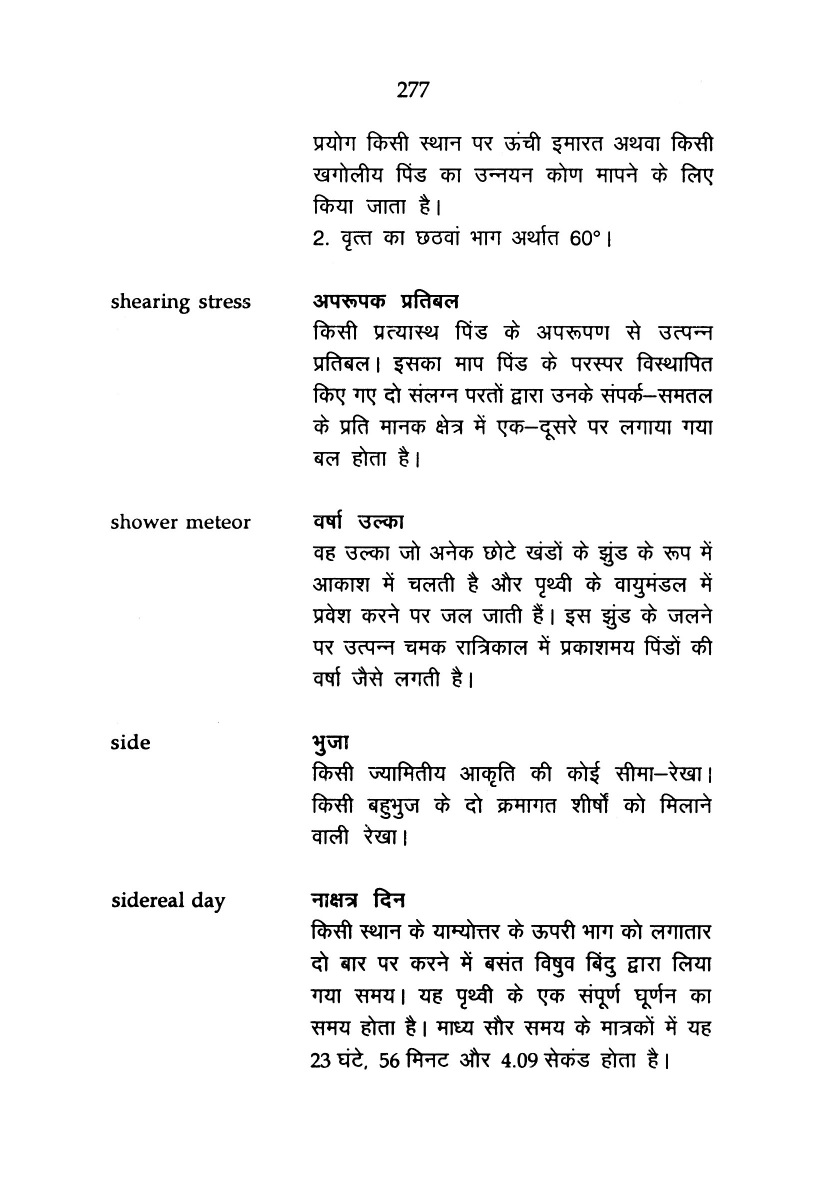 277
प्रयोग किसी स्थान पर ऊंची इमारत अथवा किसी
खगोलीय पिंड का उन्नयन कोण मापने के लिए
किया जाता है।
2. वृत्त का छठवां भाग अर्थात 60°।
shearing stress अपरूपक प्रतिबल
किसी प्रत्यास्थ पिंड के अपरूपण से उत्पन्न
प्रतिबल। इसका माप पिंड के परस्पर विस्थापित
किए गए दो संलग्न परतों द्वारा उनके संपर्क–समतल
के प्रति मानक क्षेत्र में एक–दूसरे पर लगाया गया
बल होता है।
shower meteor वर्षा उल्का
वह उल्का जो अनेक छोटे खंडों के झुंड के रूप में
आकाश में चलती है और पृथ्वी के वायुमंडल में
प्रवेश करने पर जल जाती हैं। इस झुंड के जलने
पर उत्पन्न चमक रात्रिकाल में प्रकाशमय पिंडों की
वर्षा जैसे लगती है।
side भुजा
किसी ज्यामितीय आकृति की कोई सीमा–रेखा।
किसी बहुभुज के दो क्रमागत शीर्षों को मिलाने
वाली रेखा।
sidereal day नाक्षत्र दिन
किसी स्थान के याम्योत्तर के ऊपरी भाग को लगातार
दो बार पर करने में बसंत विषुव बिंदु द्वारा लिया
गया समय। यह पृथ्वी के एक संपूर्ण घूर्णन का
समय होता है। माध्य सौर समय के मात्रकों में यह
23 घंटे, 56 मिनट और 4.09 सेकंड होता है।